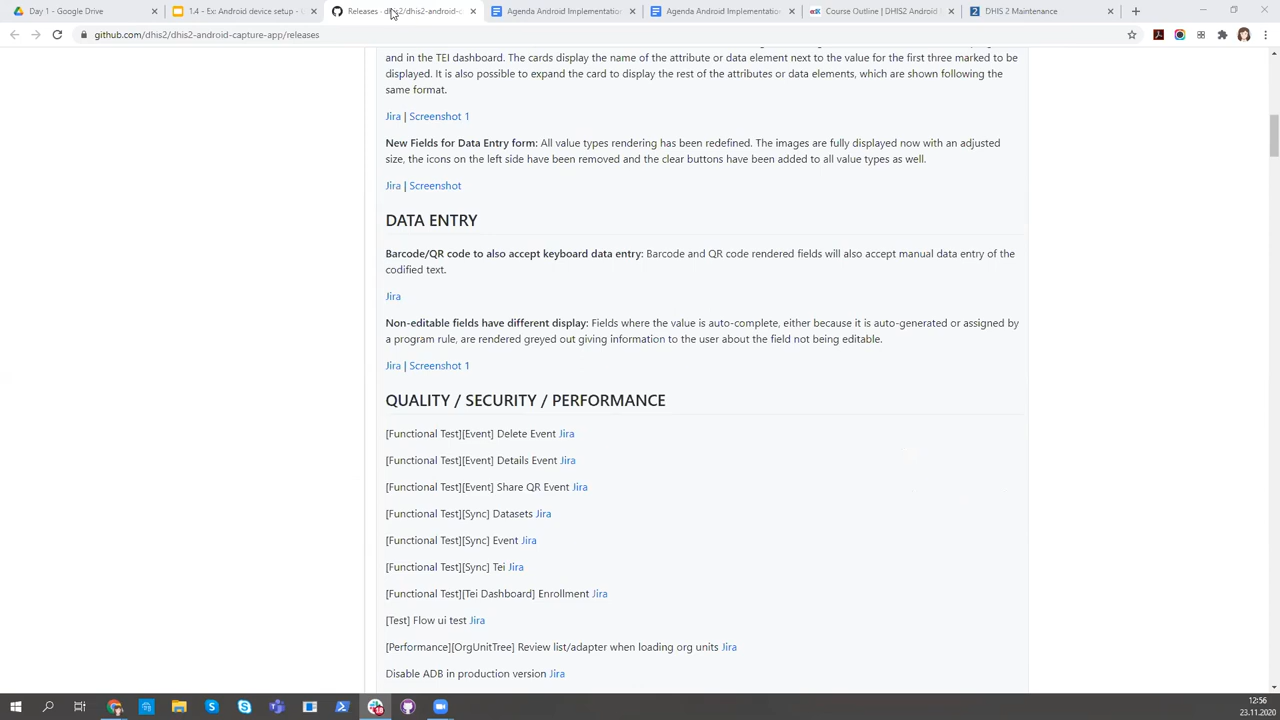 Day 1 - Google Drive
1.4 – Ex: Android device setup - G
Releases · dhis2/dhis2-android-c
Agenda Android Implementation
Agenda Android Implementation
Course Outline | DHIS2 Android
DHIS 2 Maintenance
github.com/dhis2/dhis2-android-capture-app/releases
and in the TEI dashboard. The cards display the name of the attribute or data element next to the value for the first three marked to be
displayed. It is also possible to expand the card to display the rest of the attributes or data elements, which are shown following the
same format.
Jira | Screenshot 1
New Fields for Data Entry form: All value types rendering has been redefined. The images are fully displayed now with an adjusted
size, the icons on the left side have been removed and the clear buttons have been added to all value types as well.
Jira | Screenshot
DATA ENTRY
Barcode/QR code to also accept keyboard data entry: Barcode and QR code rendered fields will also accept manual data entry of the
codified text.
Jira
Non-editable fields have different display: Fields where the value is auto-complete, either because it is auto-generated or assigned by
a program rule, are rendered greyed out giving information to the user about the field not being editable.
Jira | Screenshot 1
QUALITY / SECURITY / PERFORMANCE
[Functional Test][Event] Delete Event Jira
[Functional Test][Event] Details Event Jira
[Functional Test][Event] Share QR Event Jira
[Functional Test][Sync] Datasets Jira
[Functional Test][Sync] Event Jira
[Functional Test][Sync] Tei Jira
[Functional Test][Tei Dashboard] Enrollment Jira
[Test] Flow ui test Jira
[Performance][OrgUnitTree] Review list/adapter when loading org units Jira
Disable ADB in production version Jira
12:56
23.11.2020